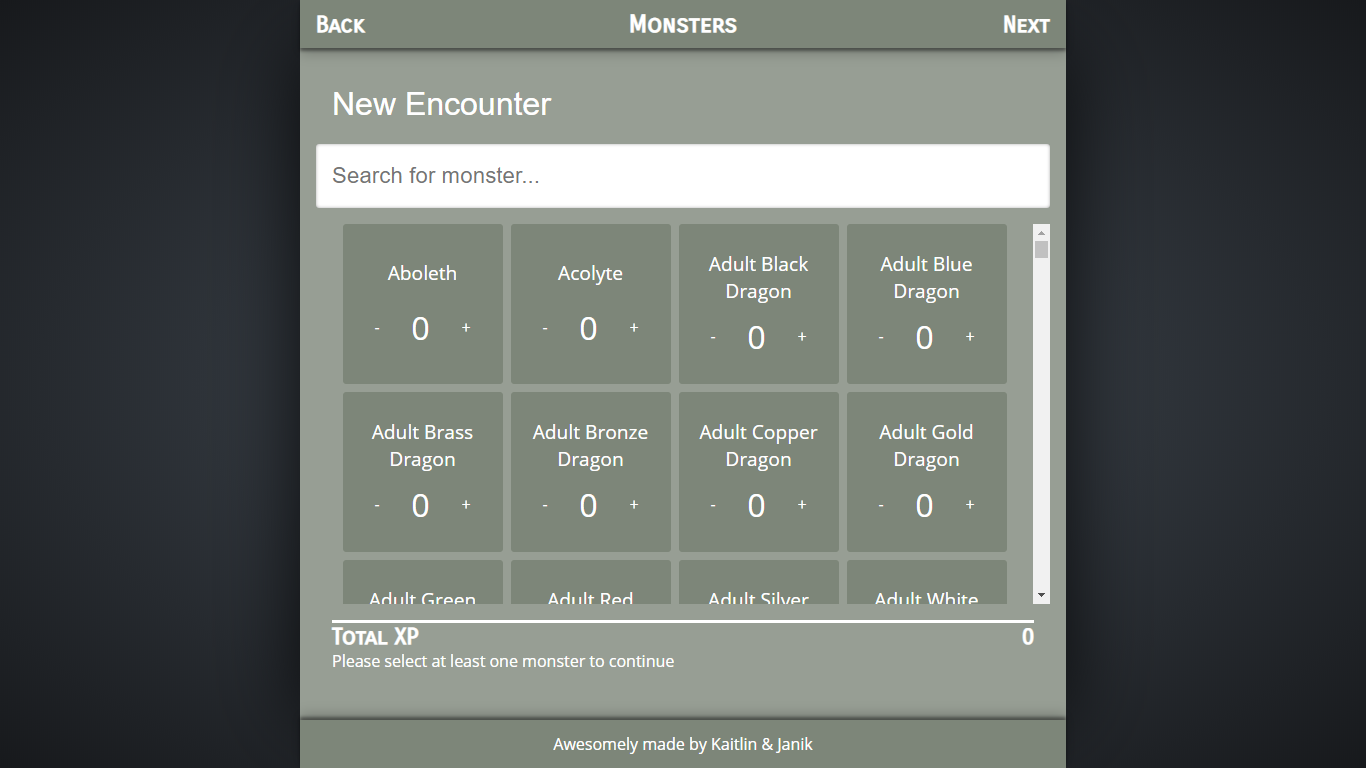 Back Monsters Next
New Encounter
Search for monster...
Aboleth Acolyte Adult Black Dragon Adult Blue Dragon
- 0 + - 0 + - 0 + - 0 +
Adult Brass Dragon Adult Bronze Dragon Adult Copper Dragon Adult Gold Dragon
- 0 + - 0 + - 0 + - 0 +
Adult Green Adult Red Adult Silver Adult White
Total XP 0
Please select at least one monster to continue
Awesomely made by Kaitlin & Janik